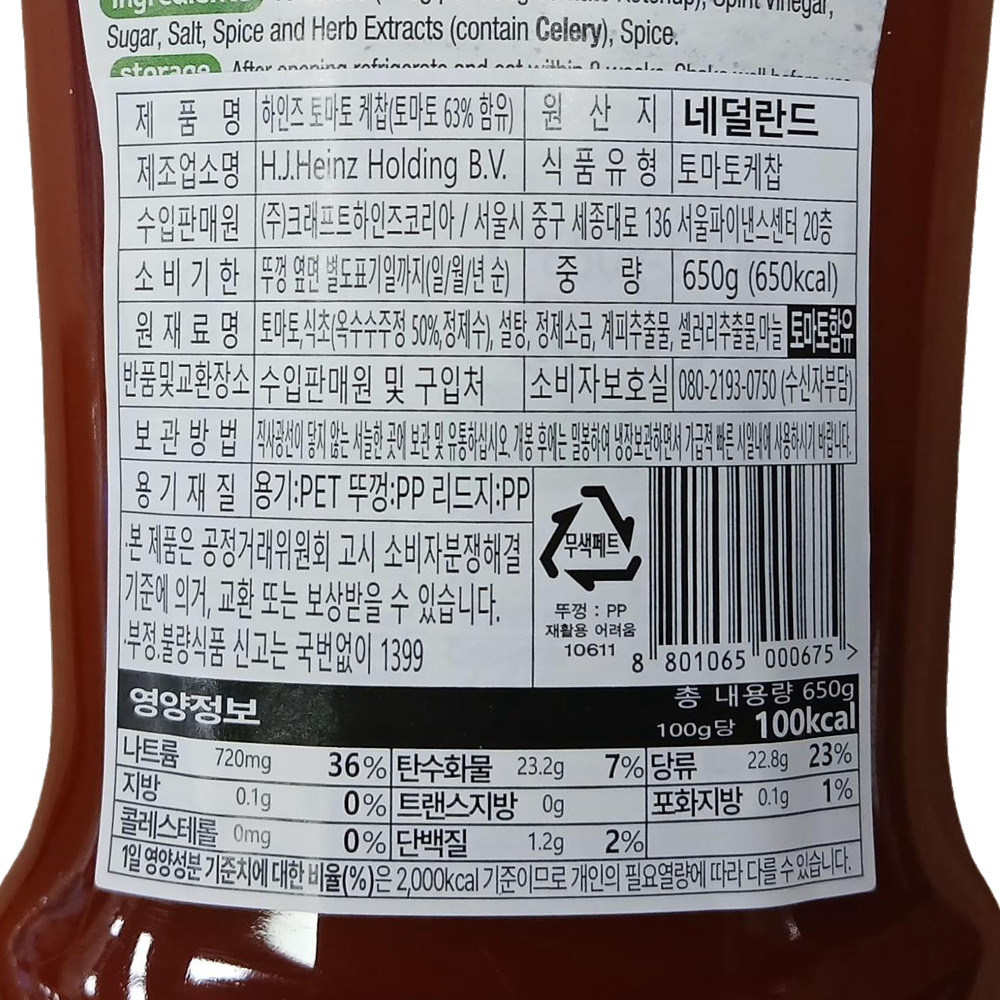 Ingredients
Ketchup), Spirit Vinegar,
Sugar, Salt, Spice and Herb Extracts (contain Celery), Spice.
storage After opening refrigerate and eat within 8 weeks.
제 품 명 하인즈 토마토 케찹(토마토 63% 함유) 원 산 지 네덜란드
제조업소명 H.J.Heinz Holding B.V. 식 품 유 형 토마토케찹
수입판매원 (주)크래프트하인즈코리아 / 서울시 중구 세종대로 136 서울파이낸스센터 20층
소 비 기 한 뚜껑 옆면 별도표기일까지(일/월/년 순) 중 량 650g (650kcal)
원 재 료 명 토마토,식초(옥수수주정 50%,정제수), 설탕, 정제소금, 계피추출물, 셀러리추출물,마늘 토마토함유
반품및교환장소 수입판매원 및 구입처 소비자보호실 080-2193-0750 (수신자부담)
보 관 방 법 직사광선이 닿지 않는 서늘한 곳에 보관 및 유통하십시오. 개봉 후에는 밀봉하여 냉장보관하면서 가급적 빠른 시일내에 사용하시기 바랍니다.
용 기 재 질 용기:PET 뚜껑:PP 리드지:PP
·본 제품은 공정거래위원회 고시 소비자분쟁해결
기준에 의거, 교환 또는 보상받을 수 있습니다.
·부정.불량식품 신고는 국번없이 1399
무색페트
뚜껑 : PP
재활용 어려움
10611
8 801065 000675 >
영양정보 총 내용량 650g
100g당 100kcal
나트륨 720mg 36% 탄수화물 23.2g 7% 당류 22.8g 23%
지방 0.1g 0% 트랜스지방 0g 포화지방 0.1g 1%
콜레스테롤 0mg 0% 단백질 1.2g 2%
1일 영양성분 기준치에 대한 비율(%)은 2,000kcal 기준이므로 개인의 필요열량에 따라 다를 수 있습니다.